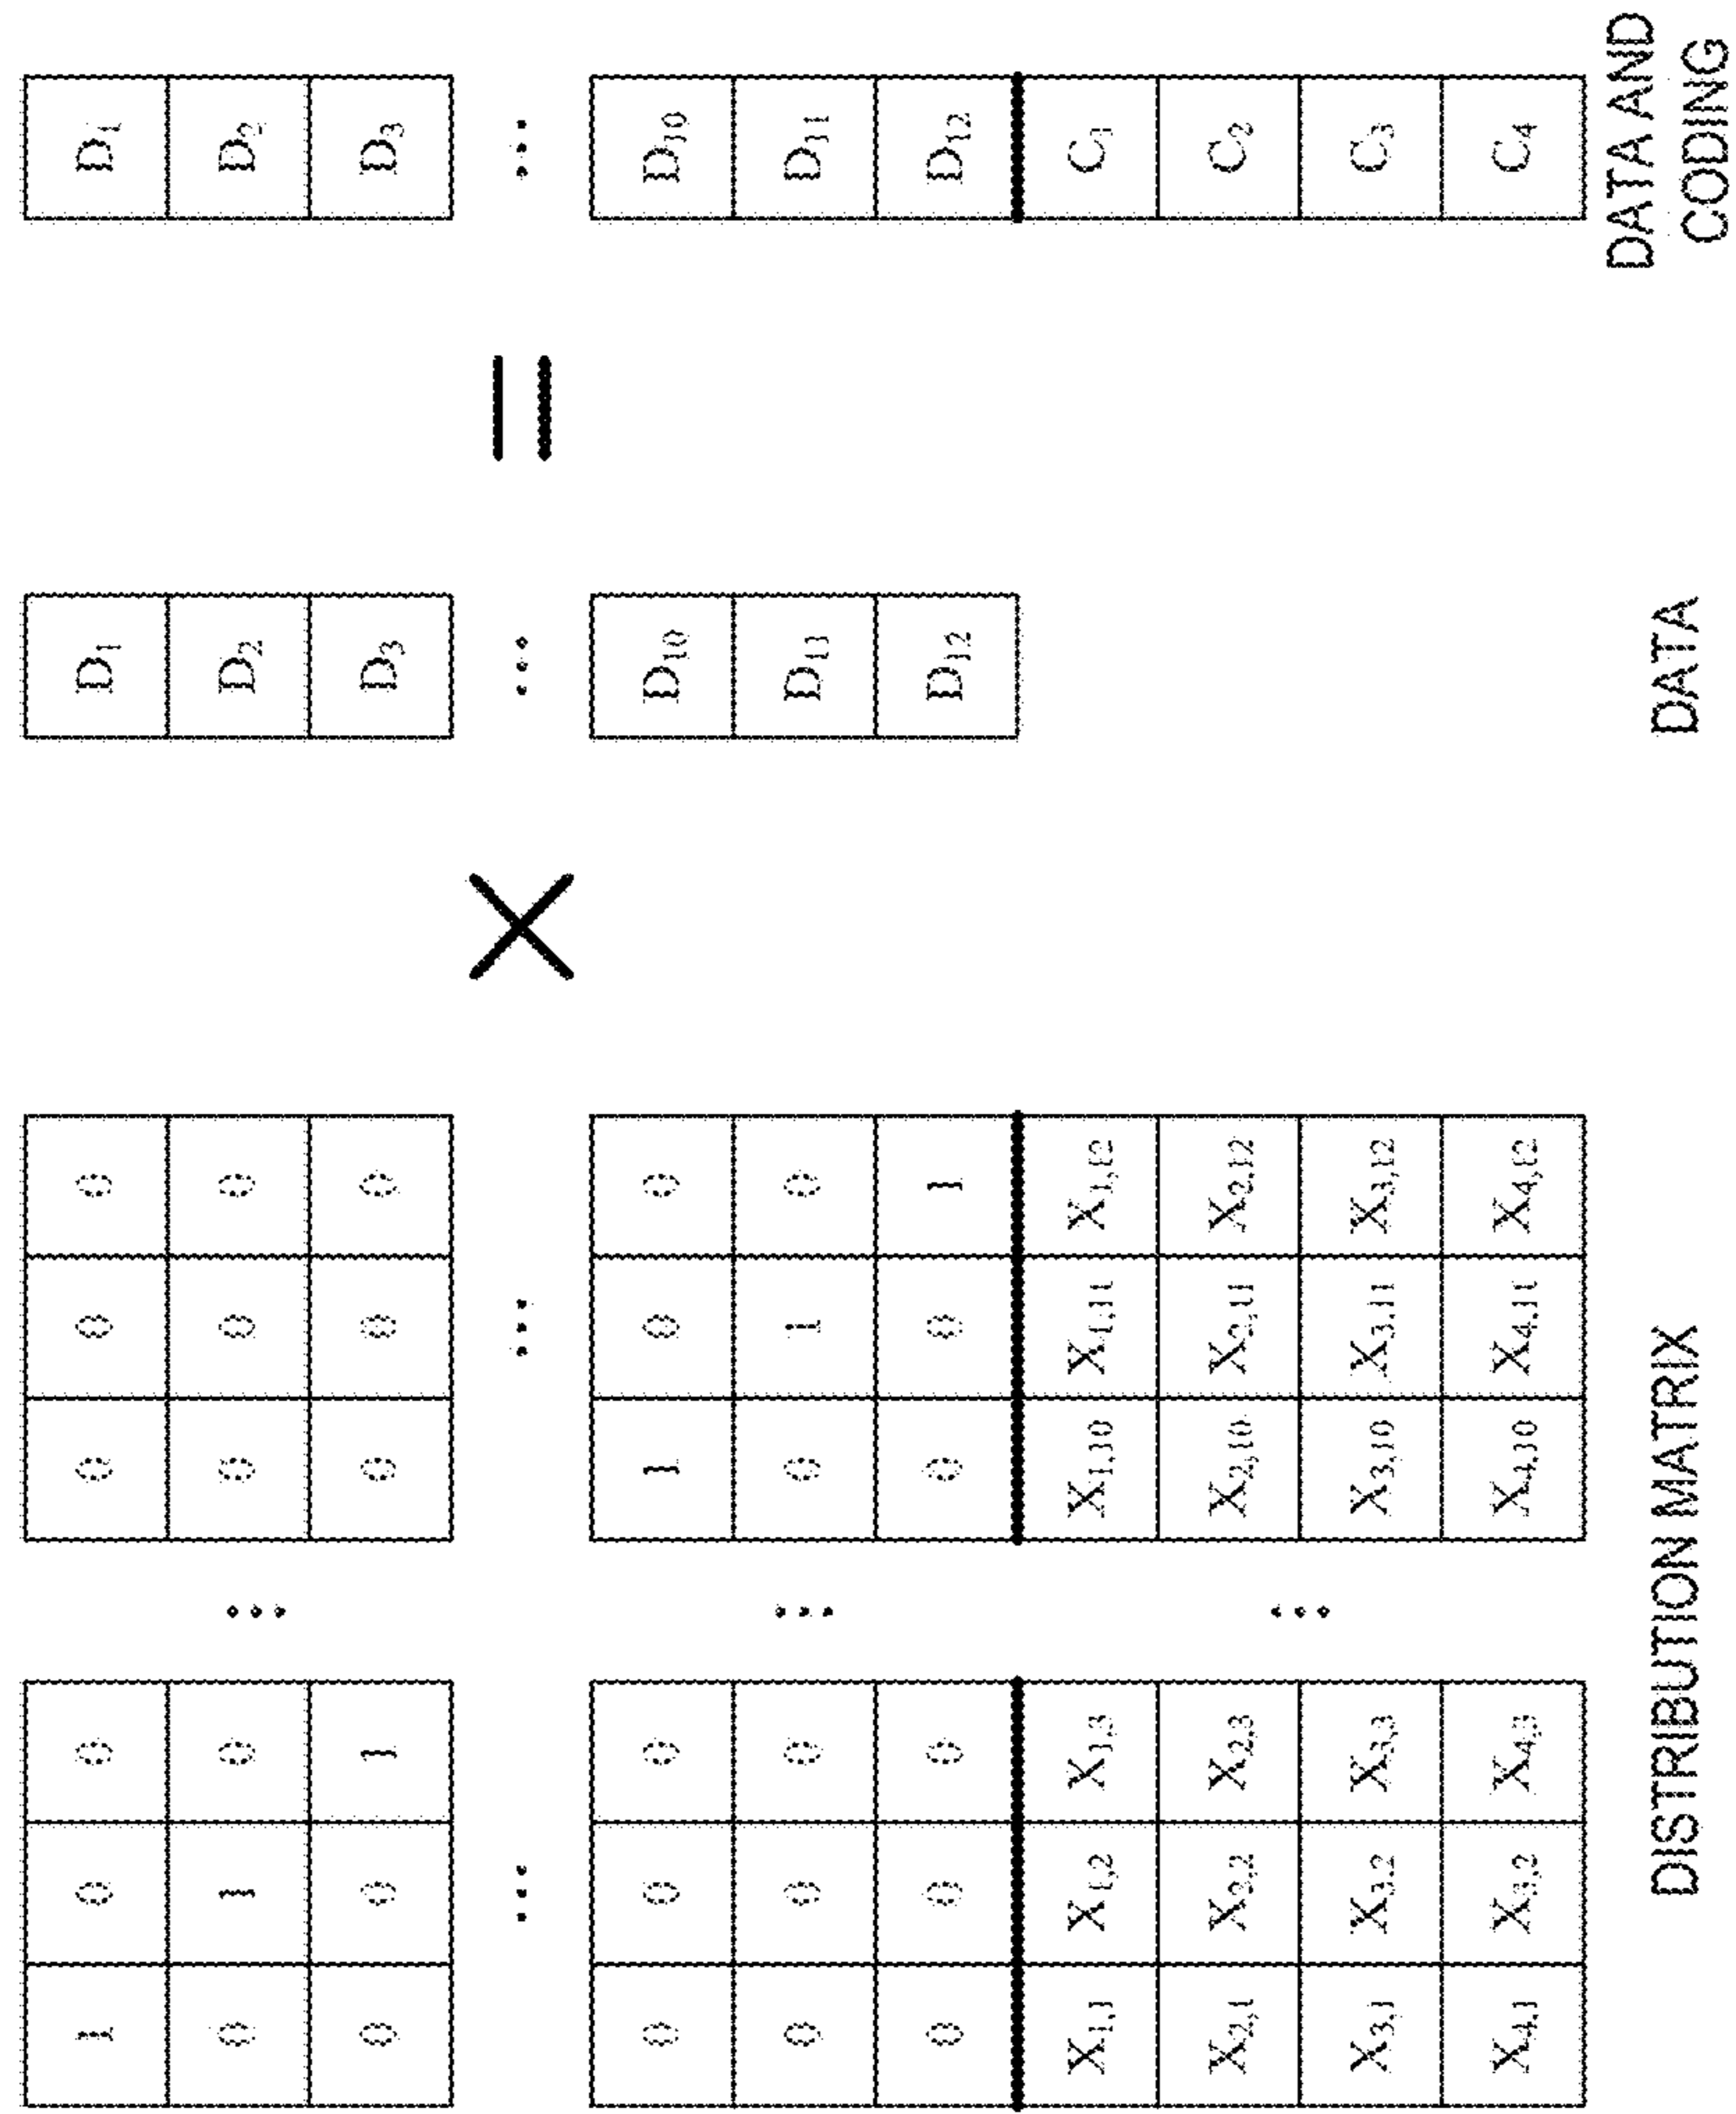 1 0 0 ... 0 0 0 D₁ D₁
0 1 0 ... 0 0 0 D₂ D₂
0 0 1 ... 0 0 0 D₃ D₃
... ... × ... = ...
0 0 0 ... 1 0 0 D₁₀ D₁₀
0 0 0 ... 0 1 0 D₁₁ D₁₁
0 0 0 ... 0 0 1 D₁₂ D₁₂
X₁,₁ X₁,₂ X₁,₃ ... X₁,₁₀ X₁,₁₁ X₁,₁₂ C₁
X₂,₁ X₂,₂ X₂,₃ ... X₂,₁₀ X₂,₁₁ X₂,₁₂ C₂
X₃,₁ X₃,₂ X₃,₃ ... X₃,₁₀ X₃,₁₁ X₃,₁₂ C₃
X₄,₁ X₃,₂ X₄,₃ ... X₄,₁₀ X₄,₁₁ X₄,₁₂ C₄
DISTRIBUTION MATRIX
DATA
DATA AND
CODING